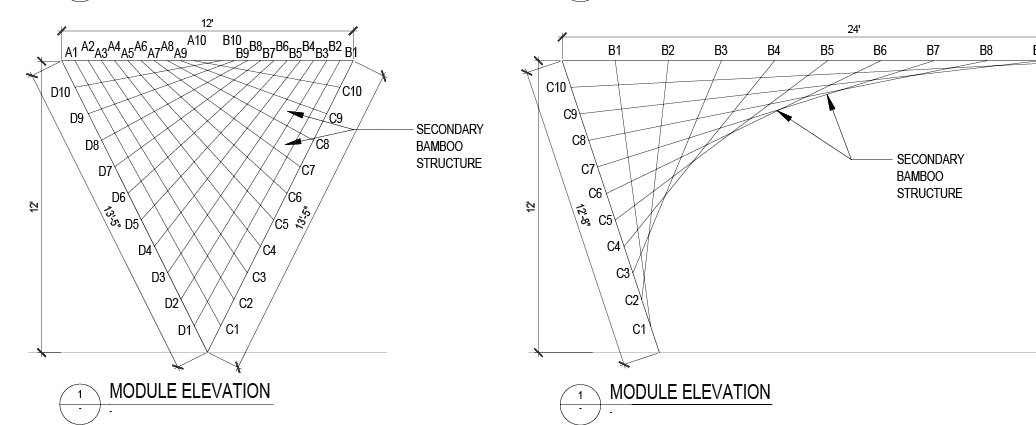 12'
A1 A2 A3 A4 A5 A6 A7 A8 A9 A10 B10 B9 B8 B7 B6 B5 B4 B3 B2 B1
D10 C10
D9 C9
D8 C8
D7 C7
D6 C6
D5 C5
D4 C4
D3 C3
D2 C2
D1 C1
12'
13'-5"
13'-5"
SECONDARY
BAMBOO
STRUCTURE
1
-
MODULE ELEVATION
-
24'
B1 B2 B3 B4 B5 B6 B7 B8
C10
C9
C8
C7
C6
C5
C4
C3
C2
C1
12'
12'-8"
SECONDARY
BAMBOO
STRUCTURE
1
-
MODULE ELEVATION
-